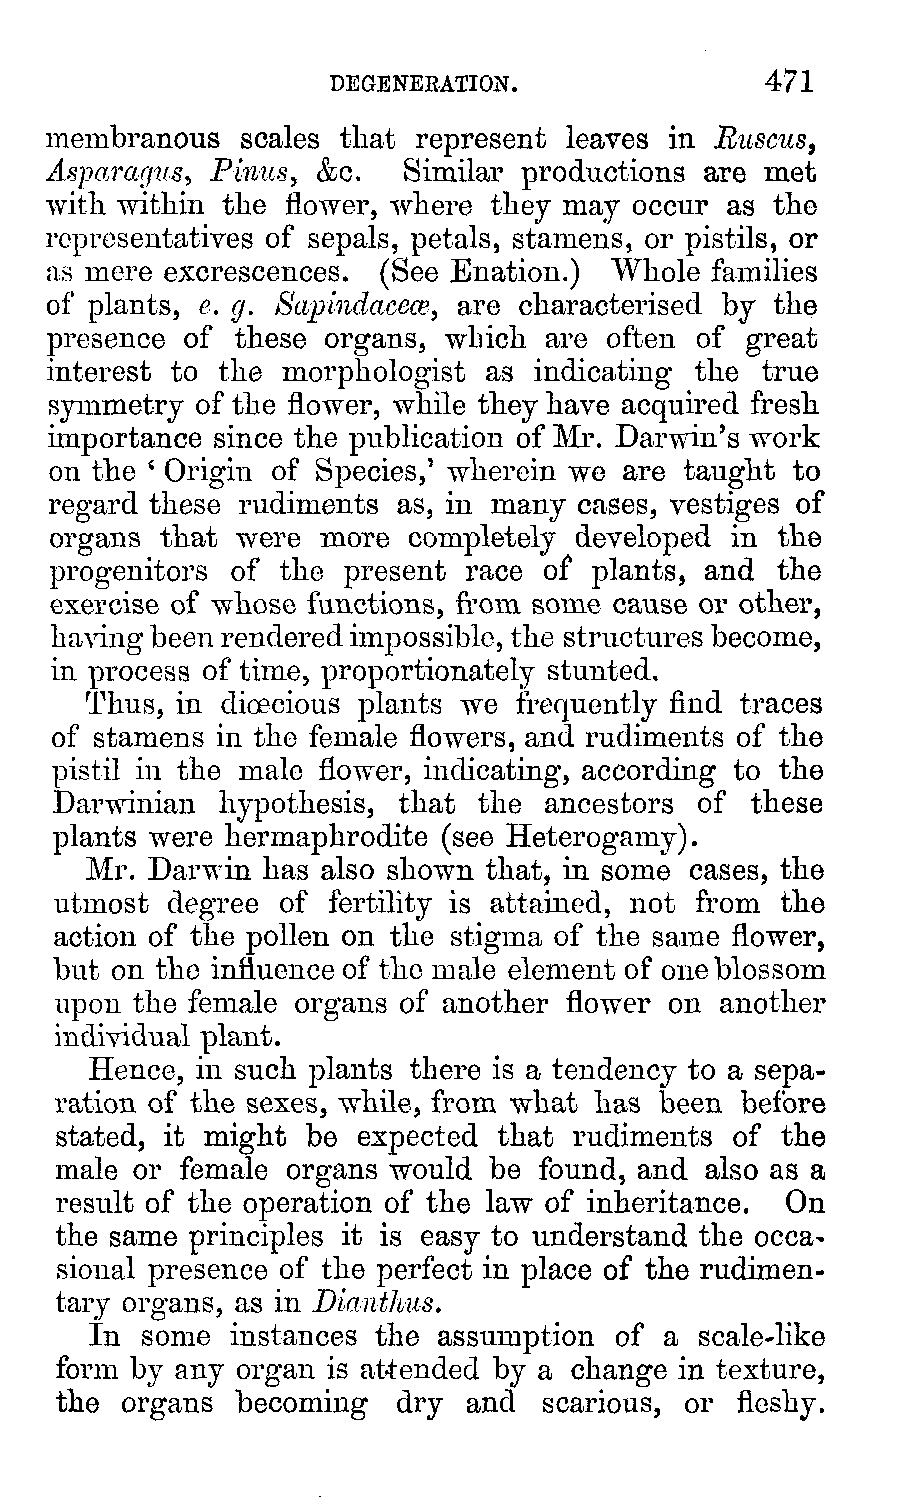 DEGENERATION. 471
membranous scales that represent leaves in Ruscus,
Asparagus, Pinus, &c. Similar productions are met
with within the flower, where they may occur as the
representatives of sepals, petals, stamens, or pistils, or
as mere excrescences. (See Enation.) Whole families
of plants, e. g. Sapindaceæ, are characterised by the
presence of these organs, which are often of great
interest to the morphologist as indicating the true
symmetry of the flower, while they have acquired fresh
importance since the publication of Mr. Darwin's work
on the ‘Origin of Species,’ wherein we are taught to
regard these rudiments as, in many cases, vestiges of
organs that were more completely developed in the
progenitors of the present race of plants, and the
exercise of whose functions, from some cause or other,
having been rendered impossible, the structures become,
in process of time, proportionately stunted.
Thus, in diœcious plants we frequently find traces
of stamens in the female flowers, and rudiments of the
pistil in the male flower, indicating, according to the
Darwinian hypothesis, that the ancestors of these
plants were hermaphrodite (see Heterogamy).
Mr. Darwin has also shown that, in some cases, the
utmost degree of fertility is attained, not from the
action of the pollen on the stigma of the same flower,
but on the influence of the male element of one blossom
upon the female organs of another flower on another
individual plant.
Hence, in such plants there is a tendency to a sepa-
ration of the sexes, while, from what has been before
stated, it might be expected that rudiments of the
male or female organs would be found, and also as a
result of the operation of the law of inheritance. On
the same principles it is easy to understand the occa-
sional presence of the perfect in place of the rudimen-
tary organs, as in Dianthus.
In some instances the assumption of a scale-like
form by any organ is attended by a change in texture,
the organs becoming dry and scarious, or fleshy.